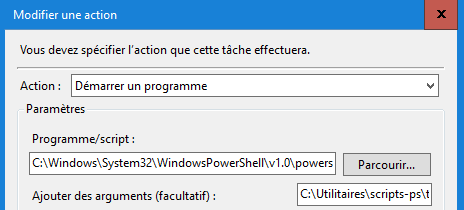 Modifier une action
x
Vous devez spécifier l'action que cette tâche effectuera.
Action : Démarrer un programme
Paramètres
Programme/script :
C:\Windows\System32\WindowsPowerShell\v1.0\powers Parcourir...
Ajouter des arguments (facultatif) : C:\Utilitaires\scripts-ps\t